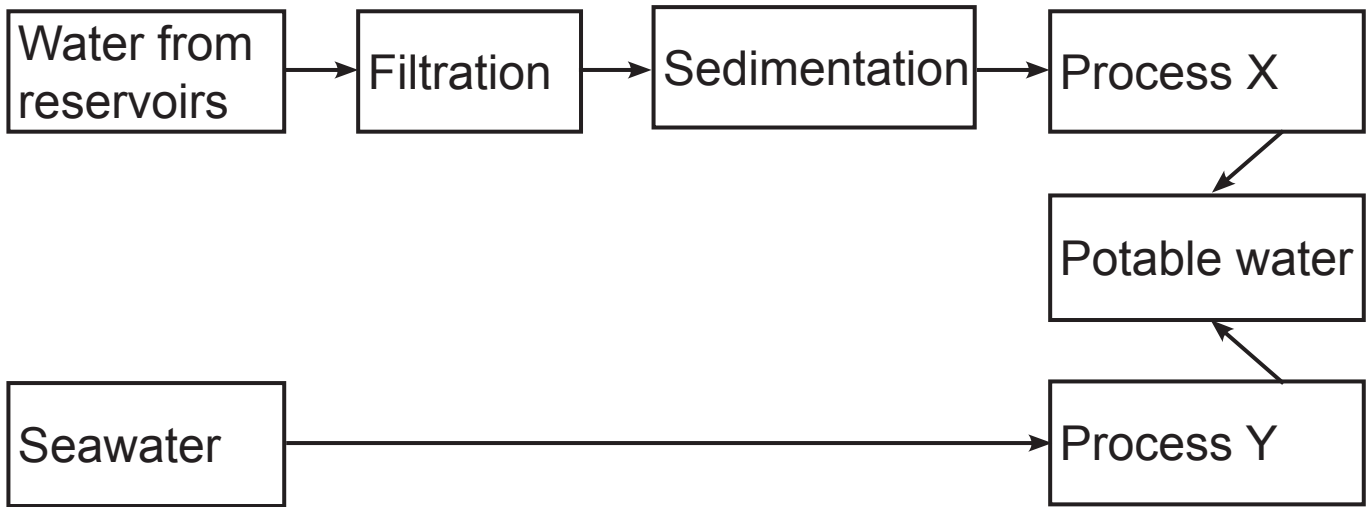 Water from
reservoirs
Filtration
Sedimentation
Process X
Potable water
Seawater
Process Y